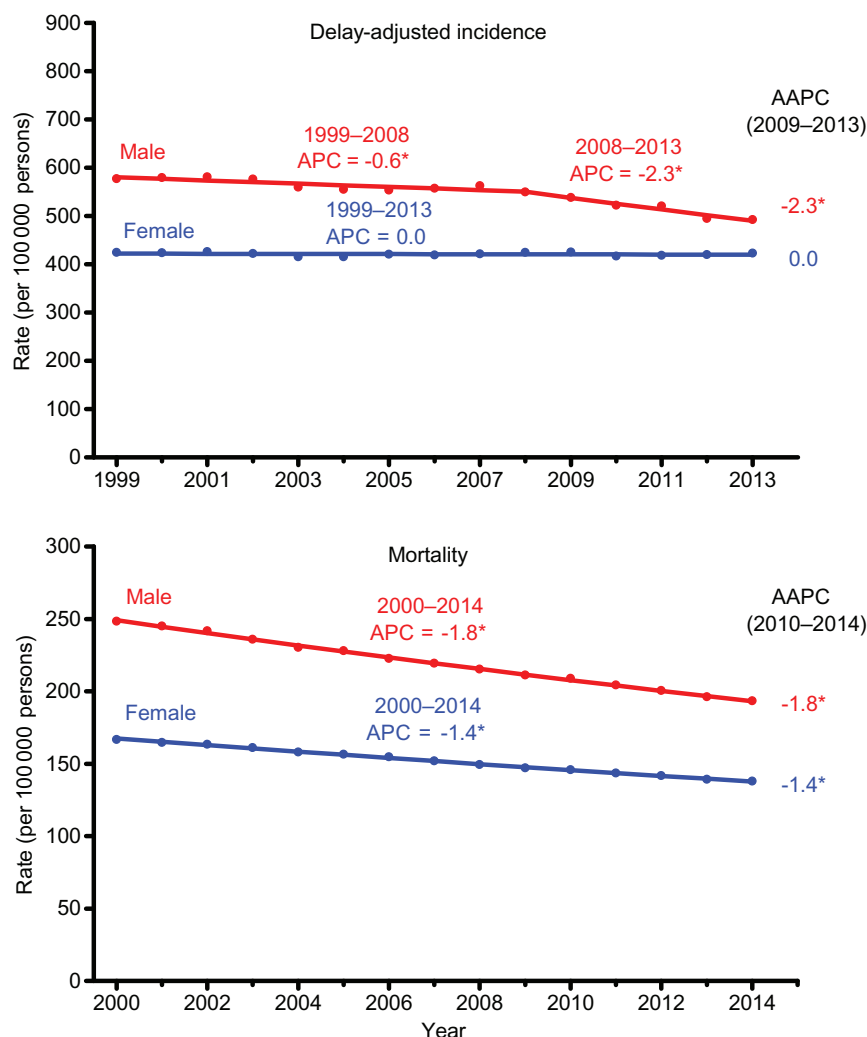 Delay-adjusted incidence
Rate (per 100 000 persons)
900
800
700
600
500
400
300
200
100
0
AAPC
(2009–2013)
Male
1999–2008
APC = -0.6*
2008–2013
APC = -2.3*
-2.3*
Female
1999–2013
APC = 0.0
0.0
1999 2001 2003 2005 2007 2009 2011 2013
Mortality
Rate (per 100 000 persons)
300
250
200
150
100
50
0
AAPC
(2010–2014)
Male
2000–2014
APC = -1.8*
-1.8*
Female
2000–2014
APC = -1.4*
-1.4*
2000 2002 2004 2006 2008 2010 2012 2014
Year